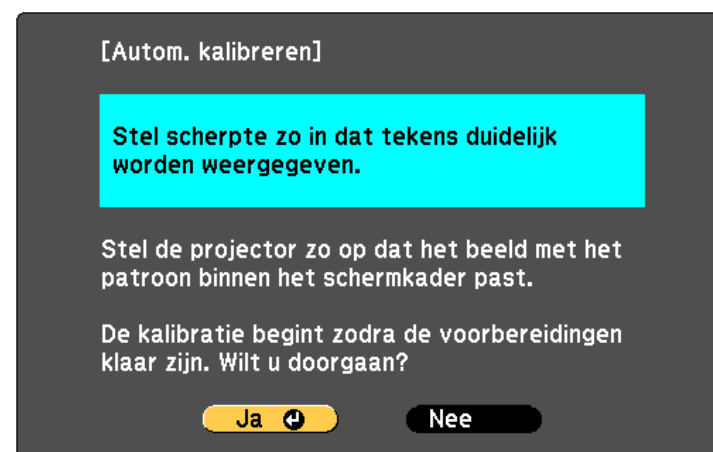 [Autom. kalibreren]
Stel scherpte zo in dat tekens duidelijk
worden weergegeven.
Stel de projector zo op dat het beeld met het
patroon binnen het schermkader past.
De kalibratie begint zodra de voorbereidingen
klaar zijn. Wilt u doorgaan?
Ja Nee